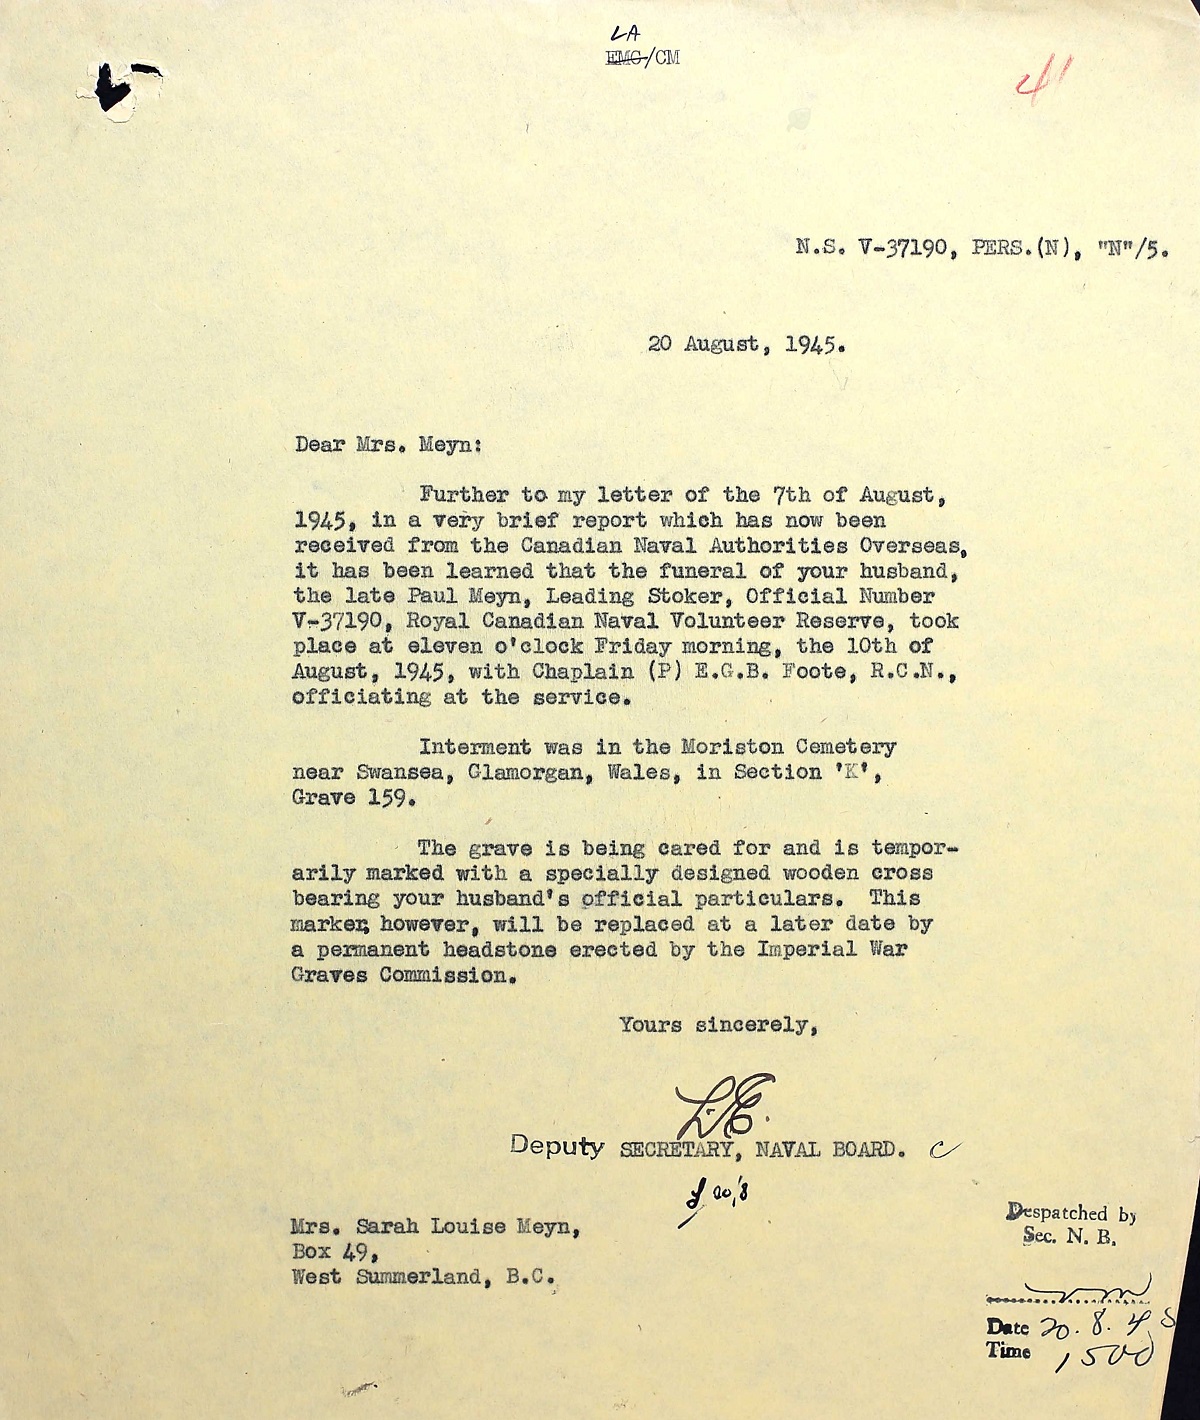 LA
EMC/CM
41
N.S. V-37190, PERS.(N), "N"/5.
20 August, 1945.
Dear Mrs. Meyn:
Further to my letter of the 7th of August,
1945, in a very brief report which has now been
received from the Canadian Naval Authorities Overseas,
it has been learned that the funeral of your husband,
the late Paul Meyn, Leading Stoker, Official Number
V-37190, Royal Canadian Naval Volunteer Reserve, took
place at eleven o'clock Friday morning, the 10th of
August, 1945, with Chaplain (P) E.G.B. Foote, R.C.N.,
officiating at the service.
Interment was in the Moriston Cemetery
near Swansea, Glamorgan, Wales, in Section 'K',
Grave 159.
The grave is being cared for and is tempor-
arily marked with a specially designed wooden cross
bearing your husband's official particulars. This
marker, however, will be replaced at a later date by
a permanent headstone erected by the Imperial War
Graves Commission.
Yours sincerely,
Deputy SECRETARY, NAVAL BOARD. C
20/8
Mrs. Sarah Louise Meyn,
Box 49,
West Summerland, B.C.
Despatched by
Sec. N. B.
Date 20.8.45
Time 1500